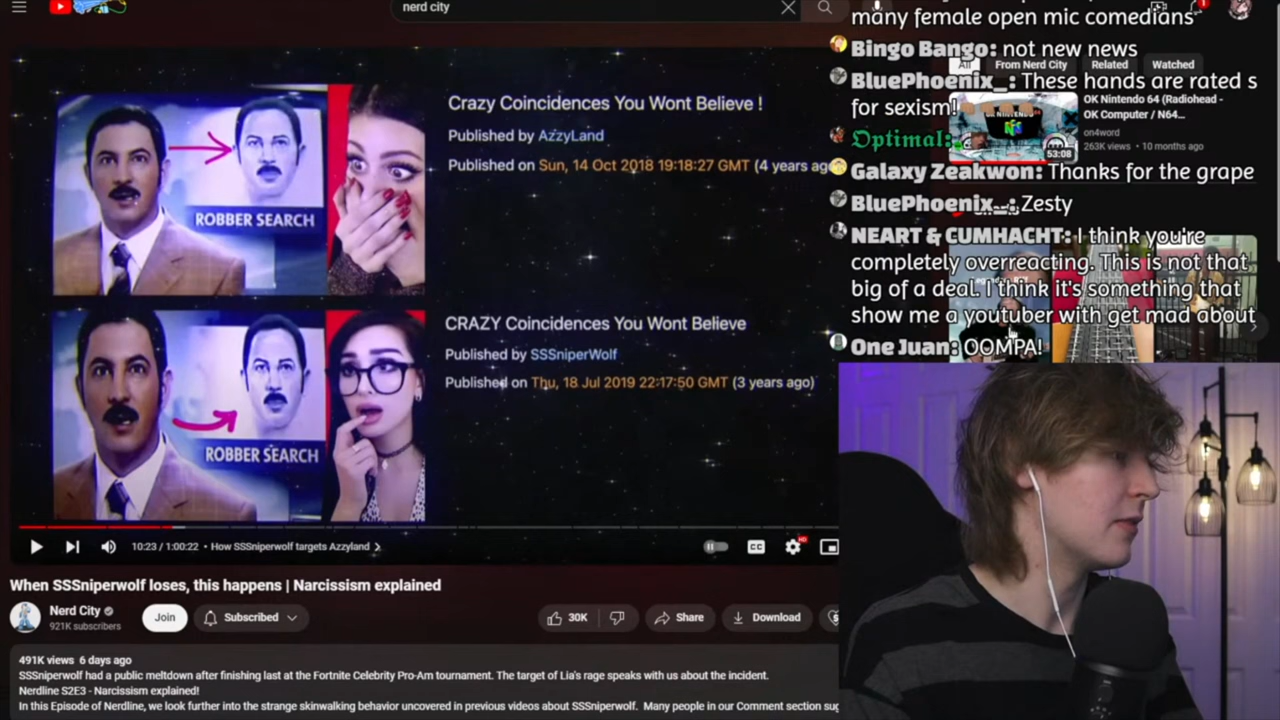 nerd city
many female open mic comedians
Bingo Bango: not new news
All
From Nerd City
Related
Watched
BluePhoenix_: These hands are rated s
for sexism!
OK Nintendo 64 (Radiohead -
OK Computer / N64...
on4word
263K views • 10 months ago
53:08
Optimal:
Galaxy Zeakwon: Thanks for the grape
BluePhoenix_: Zesty
NEART & CUMHACHT: I think you're
completely overreacting. This is not that
big of a deal. I think it's something that
show me a youtuber with get mad about
One Juan: OOMPA!
Crazy Coincidences You Wont Believe !
Published by AzzyLand
Published on Sun, 14 Oct 2018 19:18:27 GMT (4 years ago
ROBBER SEARCH
CRAZY Coincidences You Wont Believe
Published by SSSniperWolf
Published on Thu, 18 Jul 2019 22:17:50 GMT (3 years ago)
ROBBER SEARCH
10:23 / 1:00:22 • How SSSniperwolf targets Azzyland
CC
HD
When SSSniperwolf loses, this happens | Narcissism explained
Nerd City
921K subscribers
Join
Subscribed
30K
Share
Download
491K views 6 days ago
SSSniperwolf had a public meltdown after finishing last at the Fortnite Celebrity Pro-Am tournament. The target of Lia's rage speaks with us about the incident.
Nerdline S2E3 - Narcissism explained!
In this Episode of Nerdline, we look further into the strange skinwalking behavior uncovered in previous videos about SSSniperwolf. Many people in our Comment section sug